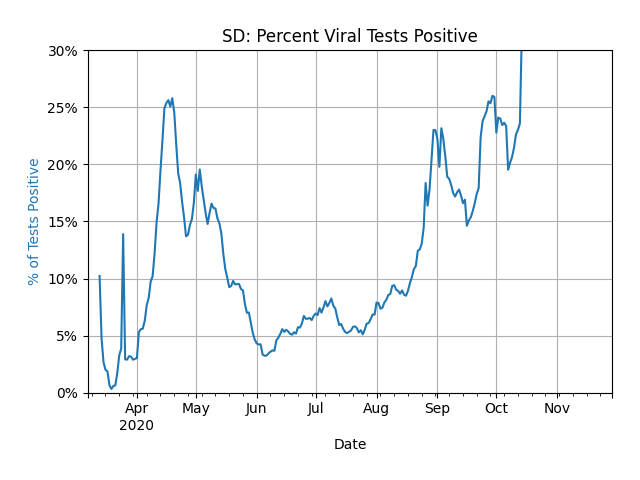 SD: Percent Viral Tests Positive
30%
25%
20%
15%
10%
5%
0%
% of Tests Positive
Apr May Jun Jul Aug Sep Oct Nov
2020
Date